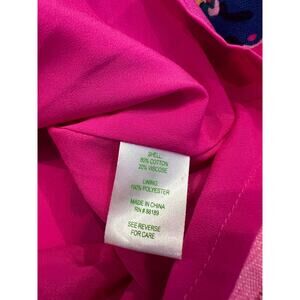 SHELL:
80% COTTON
20% VISCOSE
LINING:
100% POLYESTER
MADE IN CHINA
RN # 88189
SEE REVERSE
FOR CARE